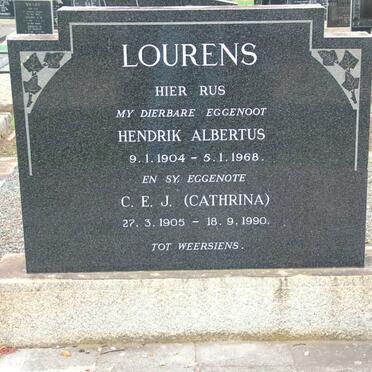 LOURENS
HIER RUS
MY DIERBARE EGGENOOT
HENDRIK ALBERTUS
9.1.1904 – 5.1.1968.
EN SY EGGENOTE
C. E. J. (CATHRINA)
27.3.1905 – 18.9.1990.
TOT WEERSIENS.